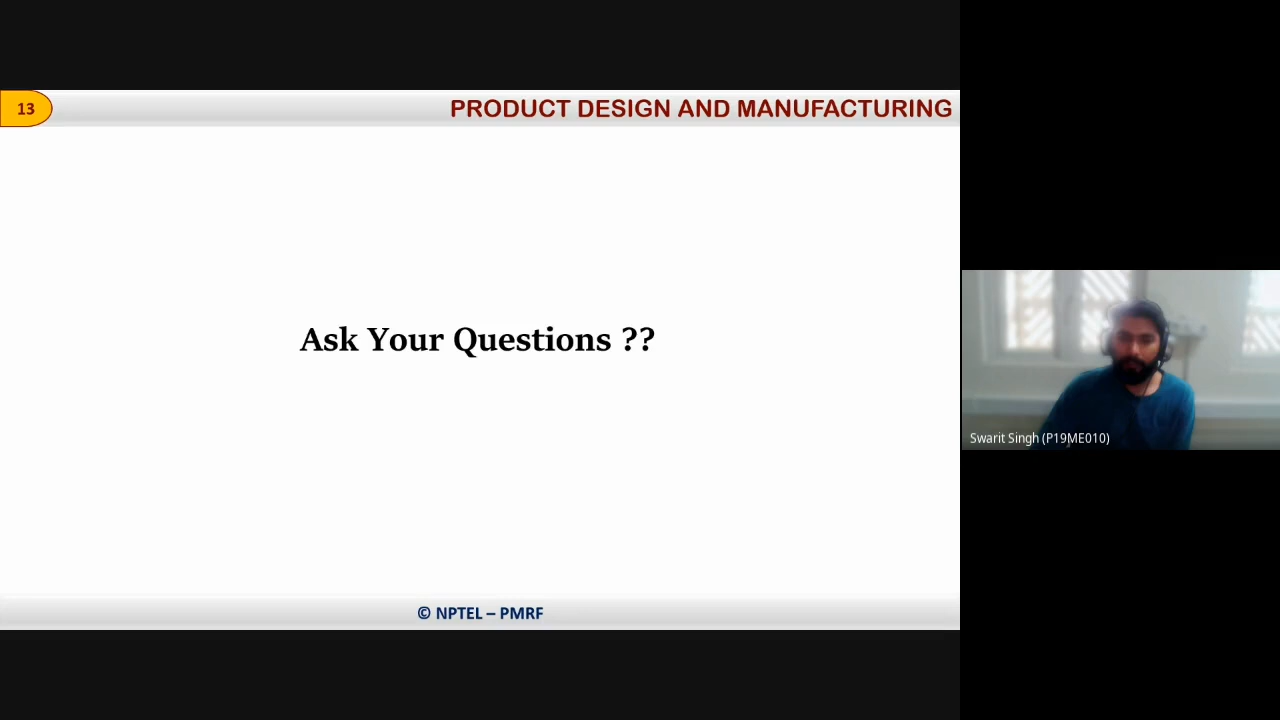 13
PRODUCT DESIGN AND MANUFACTURING
Ask Your Questions ??
Swarit Singh (P19ME010)
© NPTEL – PMRF